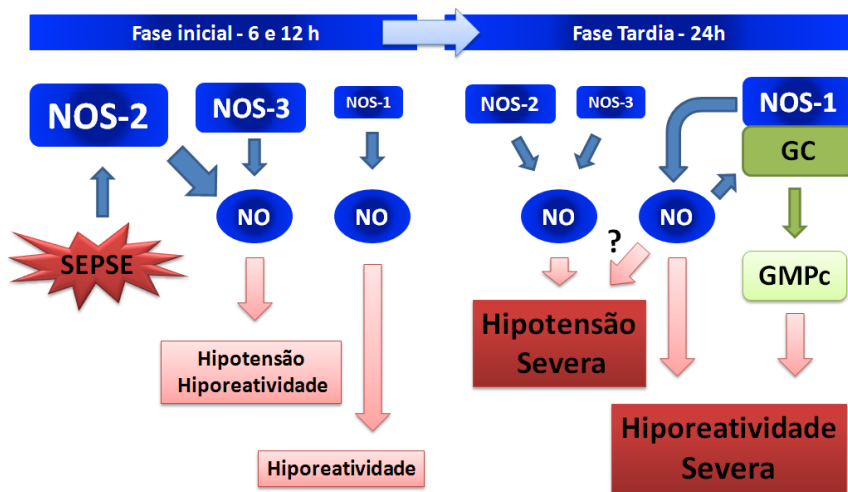 Fase inicial - 6 e 12 h
Fase Tardia - 24h
NOS-2
NOS-3
NOS-1
NO
NO
SEPSE
Hipotensão
Hiporeatividade
Hiporeatividade
NOS-2
NOS-3
NOS-1
GC
NO
NO
?
GMPc
Hipotensão
Severa
Hiporeatividade
Severa